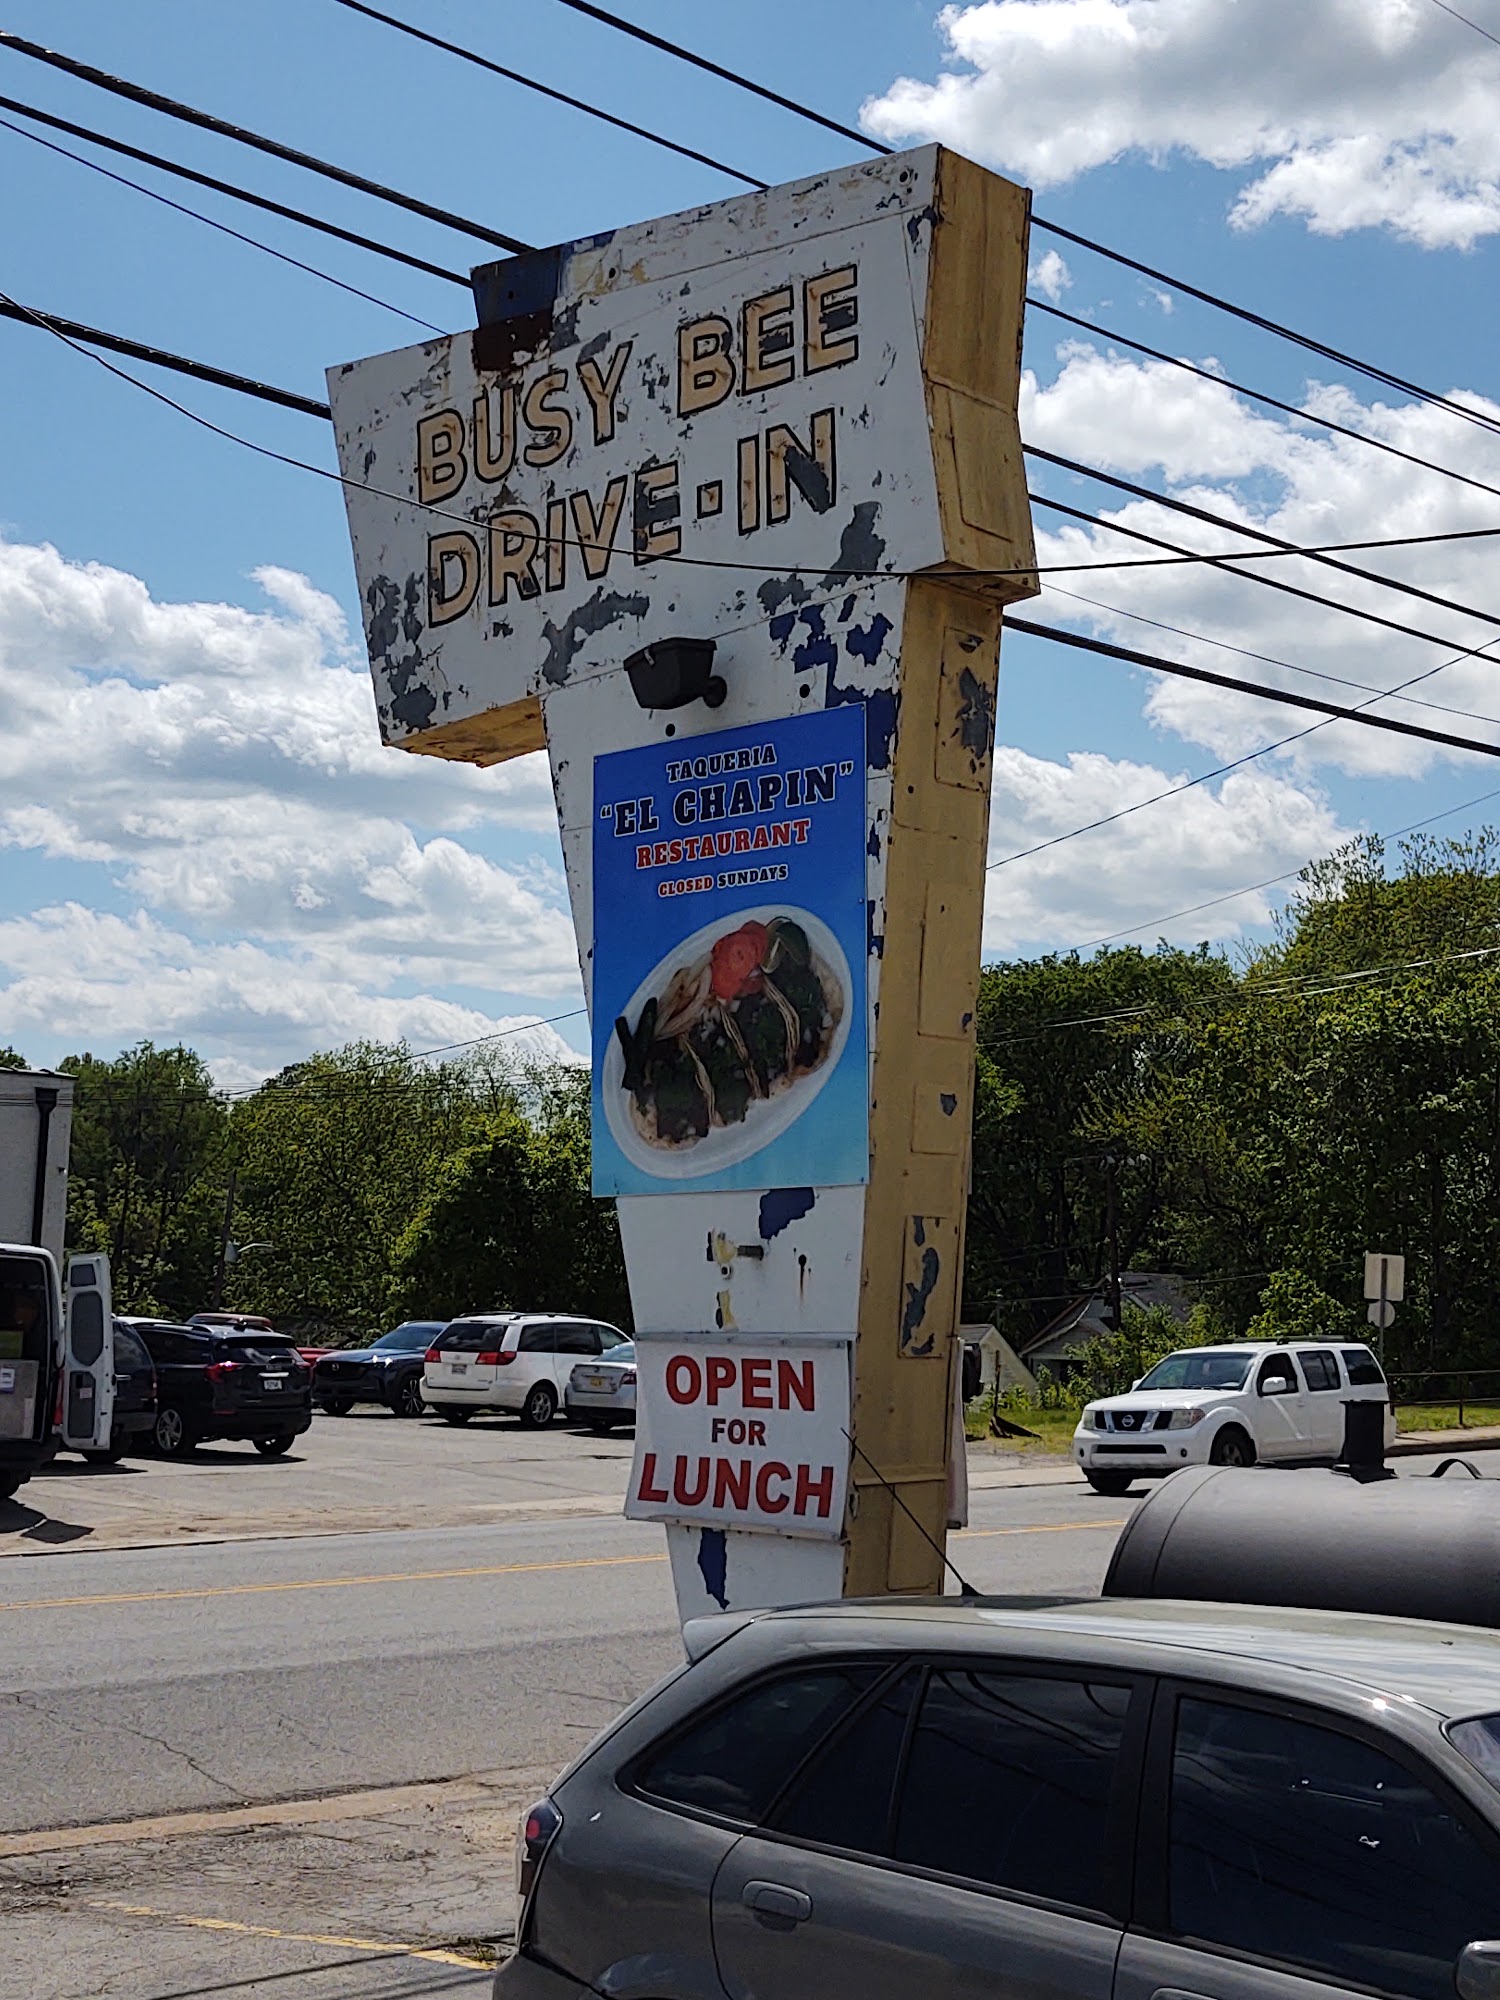 BUSY BEE
DRIVE-IN
TAQUERIA
"EL CHAPIN"
RESTAURANT
CLOSED SUNDAYS
OPEN
FOR
LUNCH